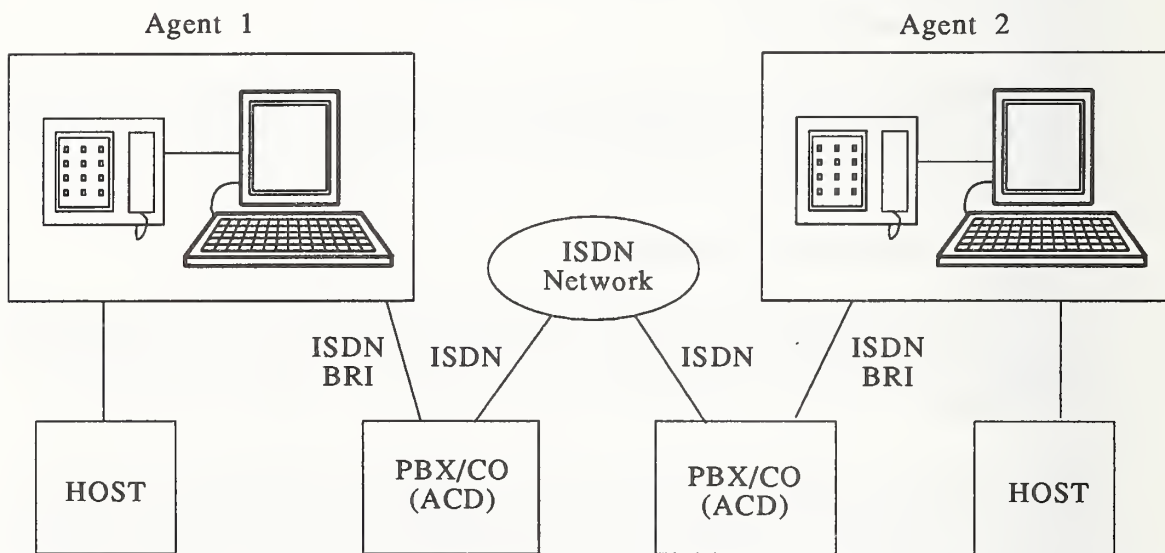 Agent 1
Agent 2
ISDN
Network
ISDN
BRI
ISDN
ISDN
ISDN
BRI
HOST
PBX/CO
(ACD)
PBX/CO
(ACD)
HOST